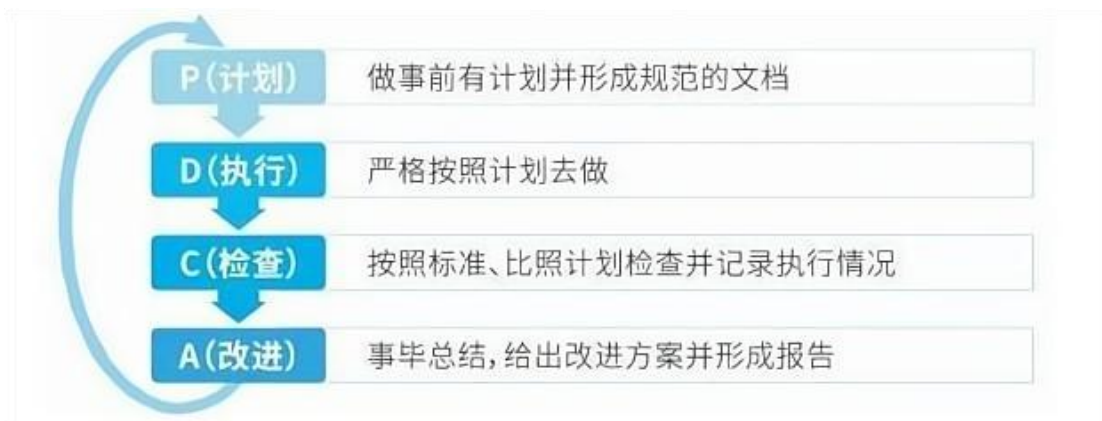 P(计划) 做事前有计划并形成规范的文档
D(执行) 严格按照计划去做
C(检查) 按照标准、比照计划检查并记录执行情况
A(改进) 事毕总结,给出改进方案并形成报告